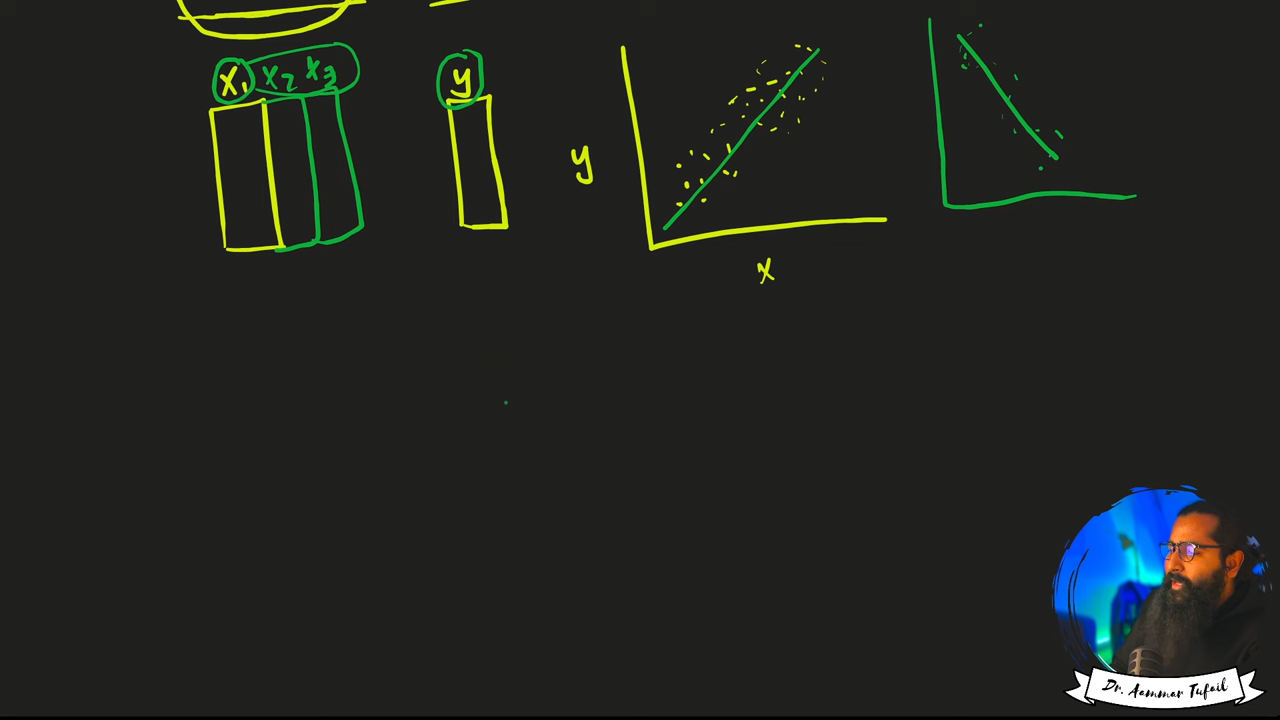 x₁ x₂ x₃ y
y
x
Dr. Aammar Tufail